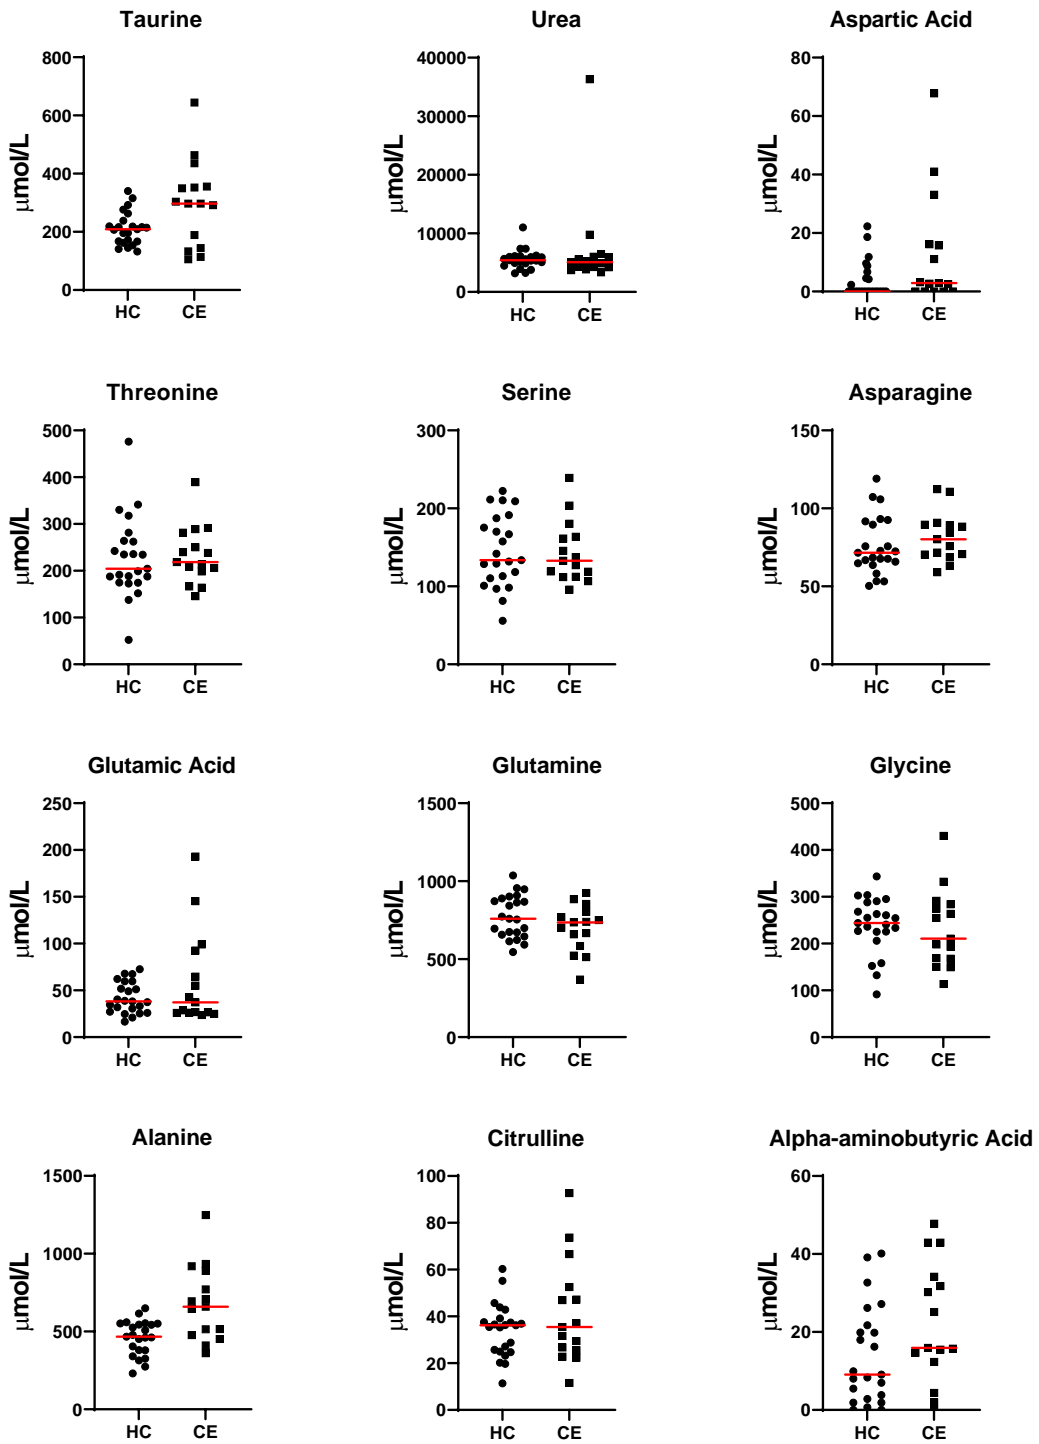 Taurine
Urea
Aspartic Acid
800
600
400
200
0
μmol/L
HC
CE
40000
30000
20000
10000
0
μmol/L
HC
CE
80
60
40
20
0
μmol/L
HC
CE
Threonine
Serine
Asparagine
500
400
300
200
100
0
μmol/L
HC
CE
300
200
100
0
μmol/L
HC
CE
150
100
50
0
μmol/L
HC
CE
Glutamic Acid
Glutamine
Glycine
250
200
150
100
50
0
μmol/L
HC
CE
1500
1000
500
0
μmol/L
HC
CE
500
400
300
200
100
0
μmol/L
HC
CE
Alanine
Citrulline
Alpha-aminobutyric Acid
1500
1000
500
0
μmol/L
HC
CE
100
80
60
40
20
0
μmol/L
HC
CE
60
40
20
0
μmol/L
HC
CE